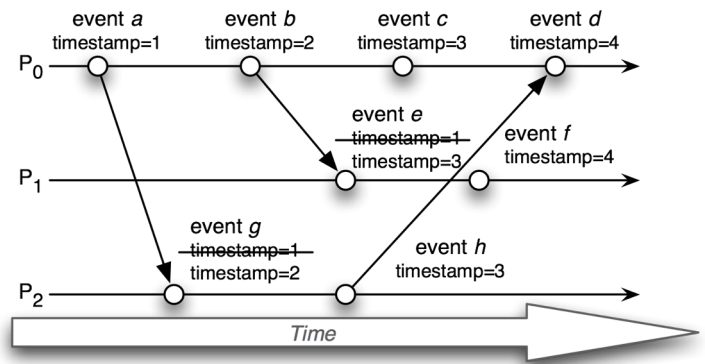 event a
timestamp=1
event b
timestamp=2
event c
timestamp=3
event d
timestamp=4
P0
event e
timestamp=1
timestamp=3
event f
timestamp=4
P1
event g
timestamp=1
timestamp=2
event h
timestamp=3
P2
Time